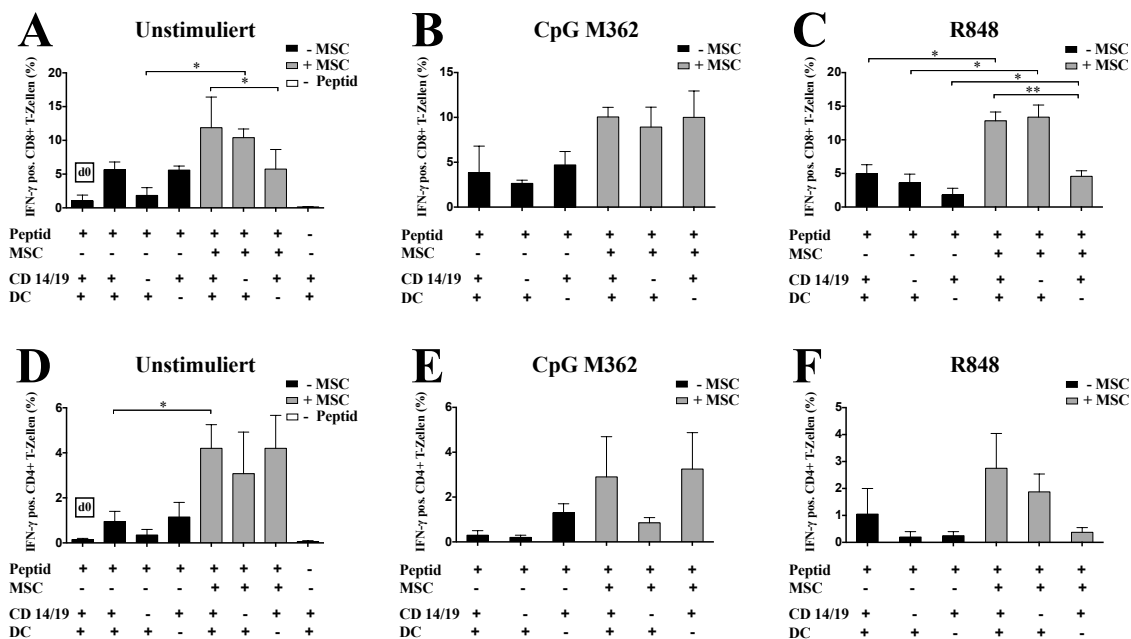 A
Unstimuliert
- MSC
+ MSC
- Peptid
* 
*
IFN-γ pos. CD8+ T-Zellen (%)
20
15
10
5
0
d0
Peptid + + + + + + + -
MSC - - - - + + + -
CD 14/19 + + - + + - + +
DC + + + - + + - +
B
CpG M362
- MSC
+ MSC
IFN-γ pos. CD8+ T-Zellen (%)
15
10
5
0
Peptid + + + + + +
MSC - - - + + +
CD 14/19 + - + + - +
DC + + - + + -
C
R848
- MSC
+ MSC
*
*
*
**
IFN-γ pos. CD8+ T-Zellen (%)
20
15
10
5
0
Peptid + + + + + +
MSC - - - + + +
CD 14/19 + - + + - +
DC + + - + + -
D
Unstimuliert
- MSC
+ MSC
- Peptid
*
IFN-γ pos. CD4+ T-Zellen (%)
6
4
2
0
d0
Peptid + + + + + + + -
MSC - - - - + + + -
CD 14/19 + + - + + - + +
DC + + + - + + - +
E
CpG M362
- MSC
+ MSC
IFN-γ pos. CD4+ T-Zellen (%)
6
4
2
0
Peptid + + + + + +
MSC - - - + + +
CD 14/19 + - + + - +
DC + + - + + -
F
R848
- MSC
+ MSC
IFN-γ pos. CD4+ T-Zellen (%)
5
4
3
2
1
0
Peptid + + + + + +
MSC - - - + + +
CD 14/19 + - + + - +
DC + + - + + -